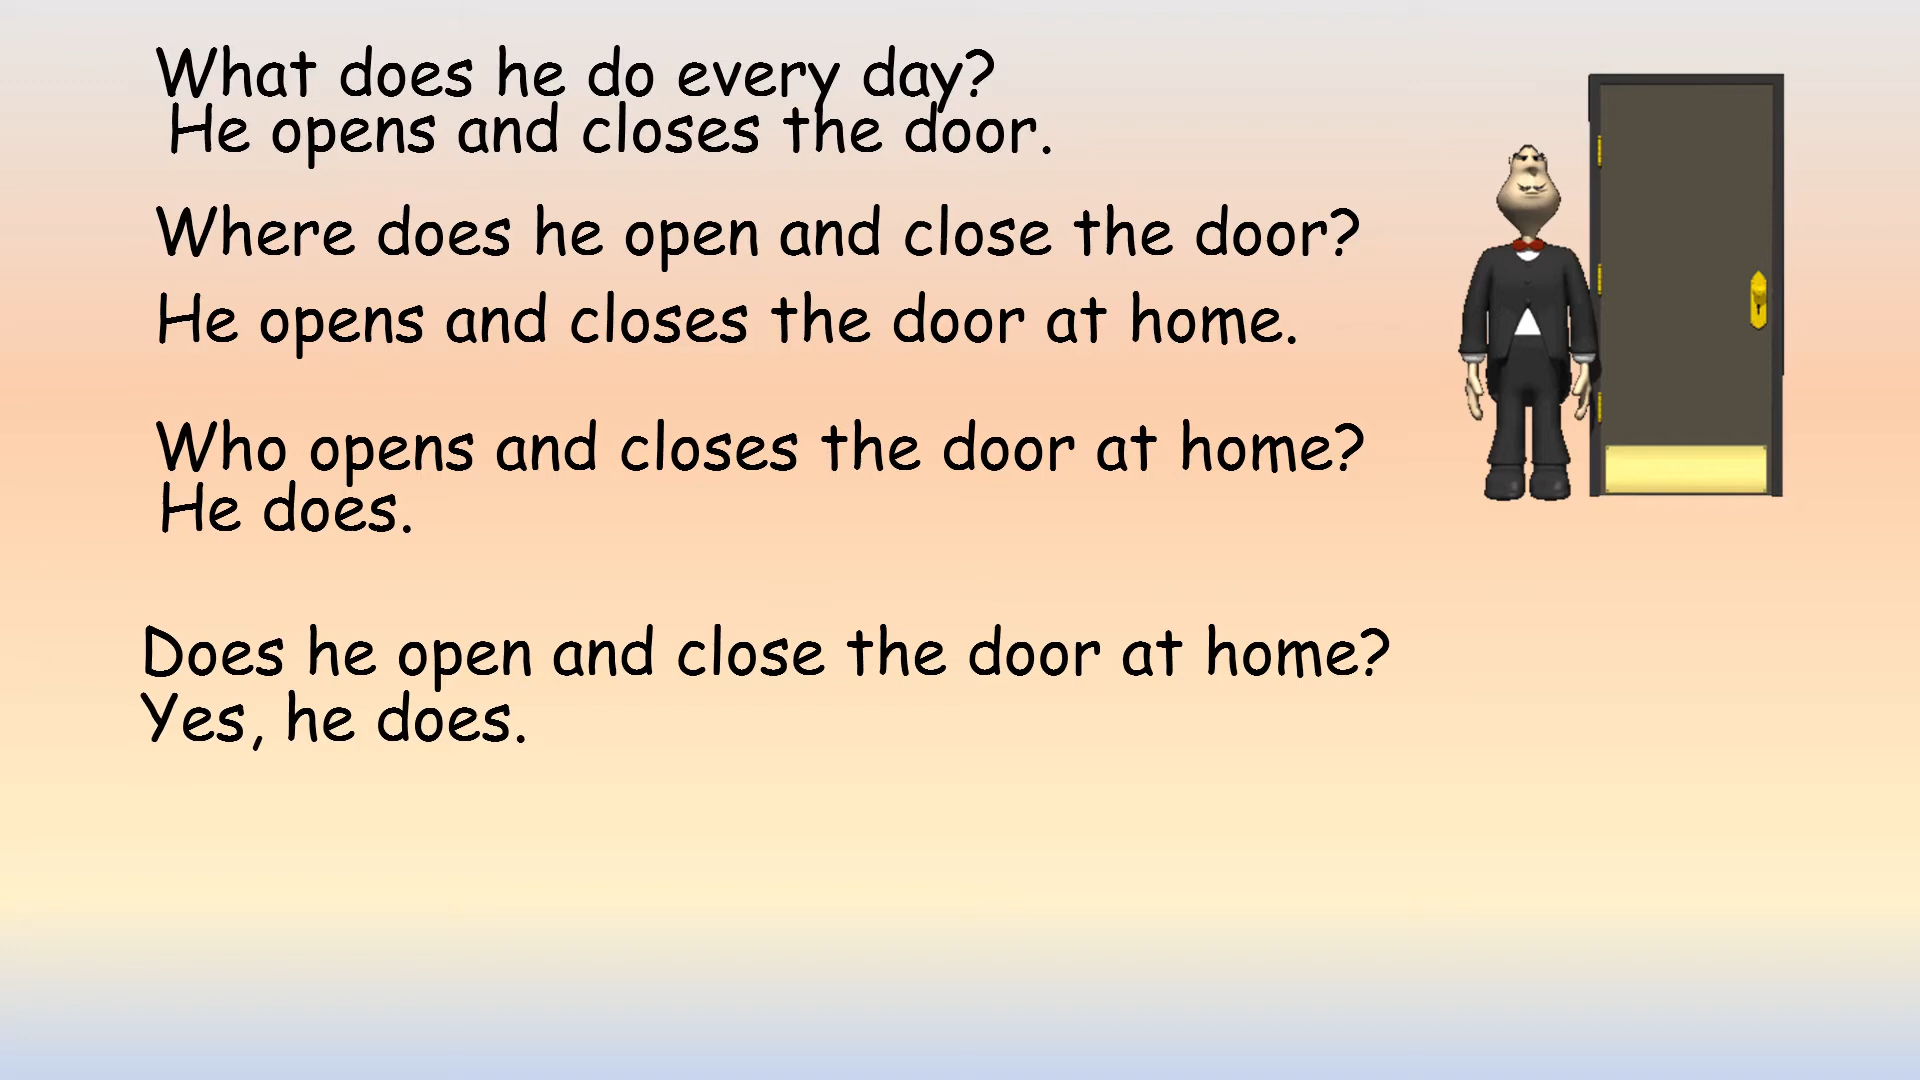 What does he do every day?
He opens and closes the door.
Where does he open and close the door?
He opens and closes the door at home.
Who opens and closes the door at home?
He does.
Does he open and close the door at home?
Yes, he does.